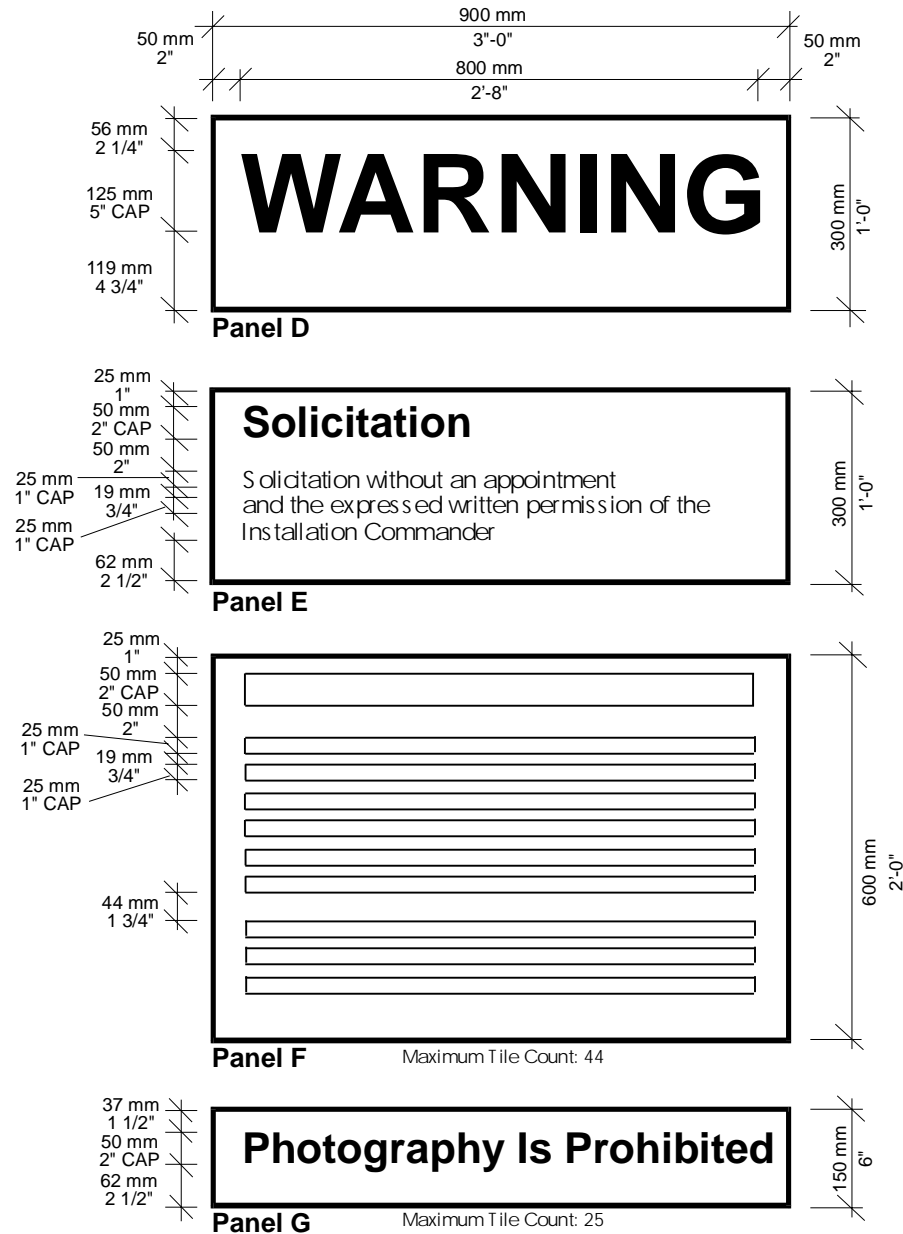 900 mm
3"-0"
50 mm
2"
50 mm
2"
800 mm
2'-8"
56 mm
2 1/4"
125 mm
5" CAP
119 mm
4 3/4"
WARNING
300 mm
1'-0"
Panel D
25 mm
1"
50 mm
2" CAP
50 mm
2"
25 mm
1" CAP
19 mm
3/4"
25 mm
1" CAP
62 mm
2 1/2"
Solicitation
Solicitation without an appointment
and the expressed written permission of the
Installation Commander
300 mm
1'-0"
Panel E
25 mm
1"
50 mm
2" CAP
50 mm
2"
25 mm
1" CAP
19 mm
3/4"
25 mm
1" CAP
44 mm
1 3/4"
600 mm
2'-0"
Panel F
Maximum Tile Count: 44
37 mm
1 1/2"
50 mm
2" CAP
62 mm
2 1/2"
Photography Is Prohibited
150 mm
6"
Panel G
Maximum Tile Count: 25